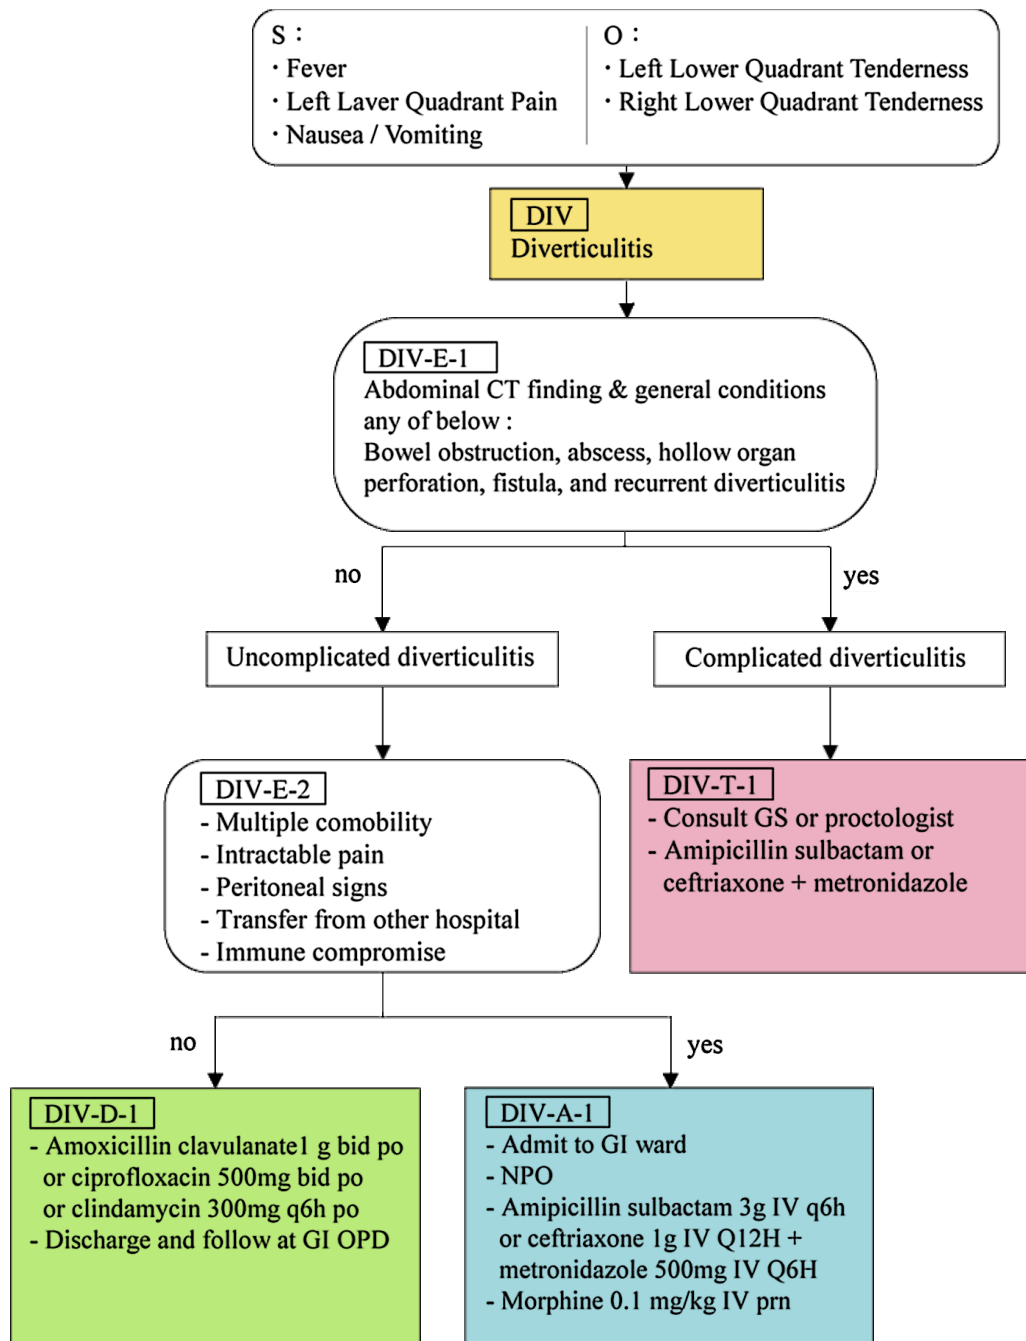 S：
· Fever
· Left Laver Quadrant Pain
· Nausea / Vomiting
O：
· Left Lower Quadrant Tenderness
· Right Lower Quadrant Tenderness
DIV
Diverticulitis
DIV-E-1
Abdominal CT finding & general conditions
any of below :
Bowel obstruction, abscess, hollow organ
perforation, fistula, and recurrent diverticulitis
no
yes
Uncomplicated diverticulitis
Complicated diverticulitis
DIV-E-2
- Multiple comobility
- Intractable pain
- Peritoneal signs
- Transfer from other hospital
- Immune compromise
DIV-T-1
- Consult GS or proctologist
- Amipicillin sulbactam or
ceftriaxone + metronidazole
no
yes
DIV-D-1
- Amoxicillin clavulanate1 g bid po
or ciprofloxacin 500mg bid po
or clindamycin 300mg q6h po
- Discharge and follow at GI OPD
DIV-A-1
- Admit to GI ward
- NPO
- Amipicillin sulbactam 3g IV q6h
or ceftriaxone 1g IV Q12H +
metronidazole 500mg IV Q6H
- Morphine 0.1 mg/kg IV prn